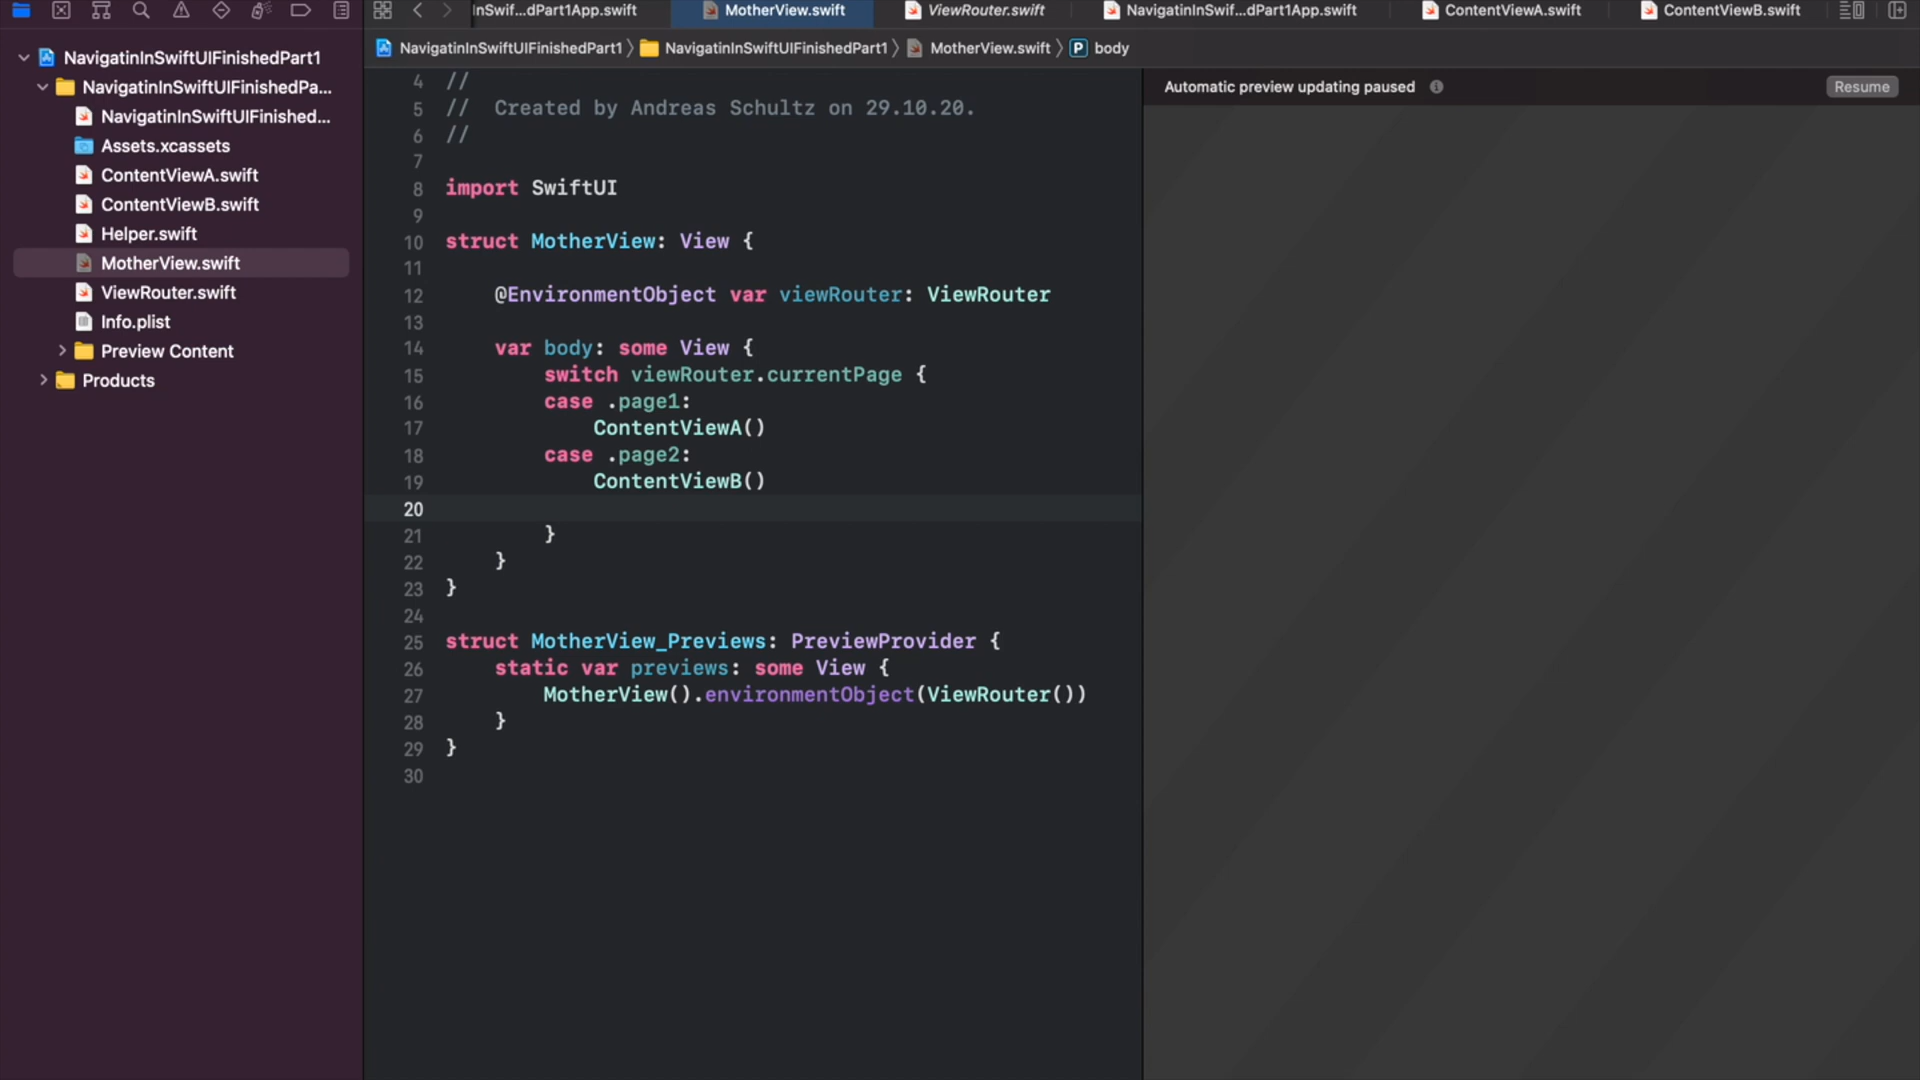 InSwif...dPart1App.swift
MotherView.swift
ViewRouter.swift
NavigatinInSwif...dPart1App.swift
ContentViewA.swift
ContentViewB.swift
NavigatinInSwiftUIFinishedPart1
NavigatinInSwiftUIFinishedPart1
MotherView.swift
P
body
NavigatinInSwiftUIFinishedPart1
NavigatinInSwiftUIFinishedPa...
NavigatinInSwiftUIFinished...
Assets.xcassets
ContentViewA.swift
ContentViewB.swift
Helper.swift
MotherView.swift
ViewRouter.swift
Info.plist
Preview Content
Products
4 //
5 //  Created by Andreas Schultz on 29.10.20.
6 //
7
8 import SwiftUI
9
10 struct MotherView: View {
11
12     @EnvironmentObject var viewRouter: ViewRouter
13
14     var body: some View {
15         switch viewRouter.currentPage {
16         case .page1:
17             ContentViewA()
18         case .page2:
19             ContentViewB()
20
21         }
22     }
23 }
24
25 struct MotherView_Previews: PreviewProvider {
26     static var previews: some View {
27         MotherView().environmentObject(ViewRouter())
28     }
29 }
30
Automatic preview updating paused
Resume